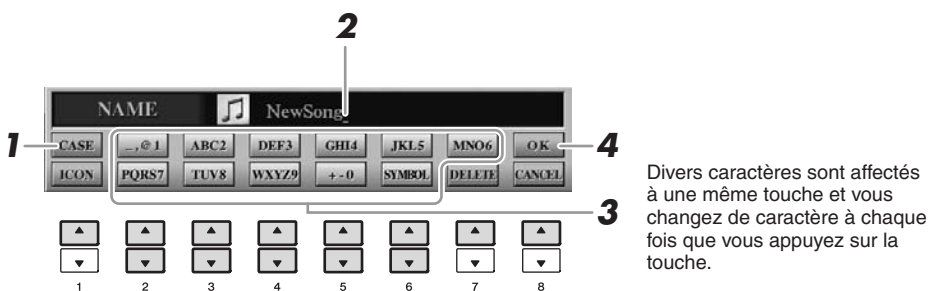 2
NAME NewSong_
1 CASE _,@1 ABC2 DEF3 GHI4 JKL5 MNO6 OK 4
ICON PQRS7 TUV8 WXYZ9 +-0 SYMBOL DELETE CANCEL
3
1 2 3 4 5 6 7 8
Divers caractères sont affectés
à une même touche et vous
changez de caractère à chaque
fois que vous appuyez sur la
touche.